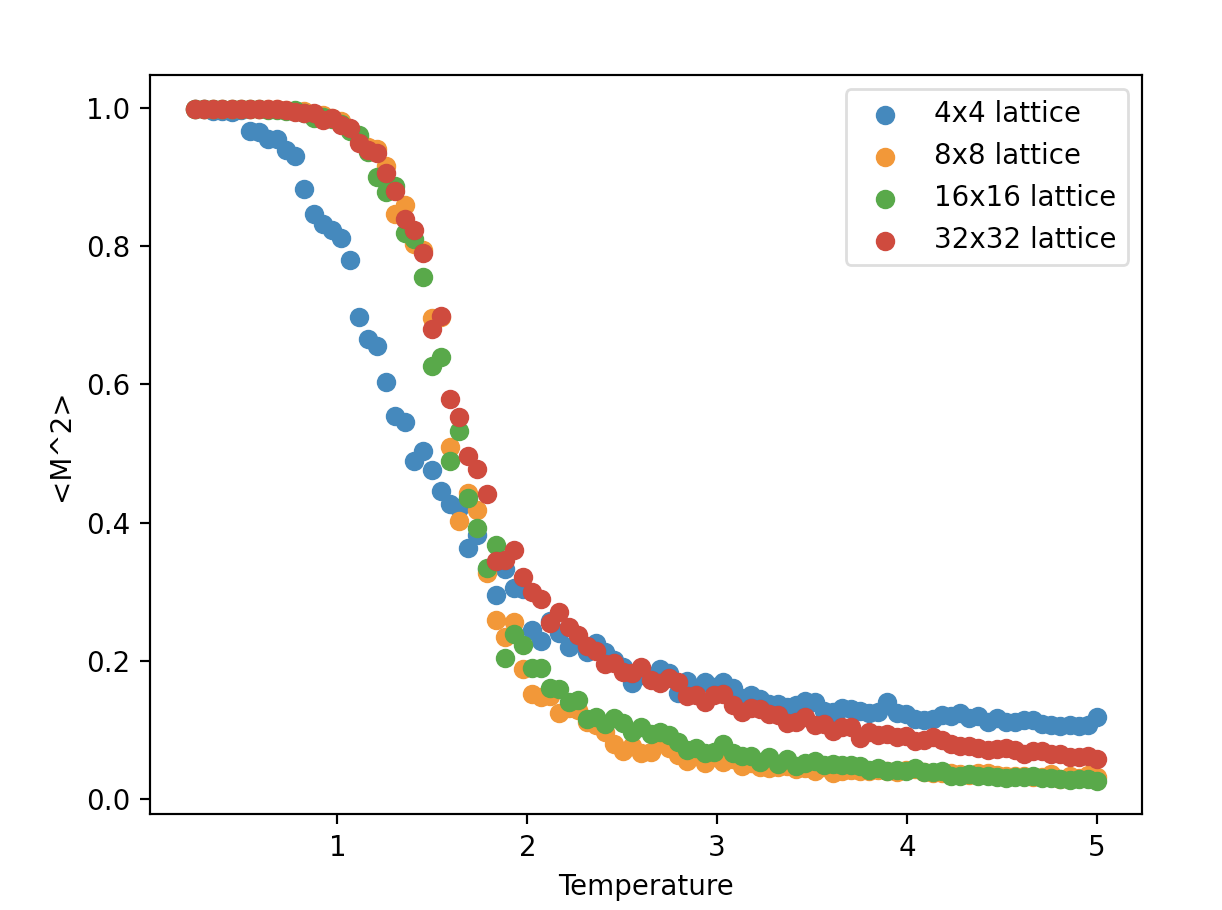 1.0
0.8
0.6
0.4
0.2
0.0
<M^2>
4x4 lattice
8x8 lattice
16x16 lattice
32x32 lattice
1 2 3 4 5
Temperature